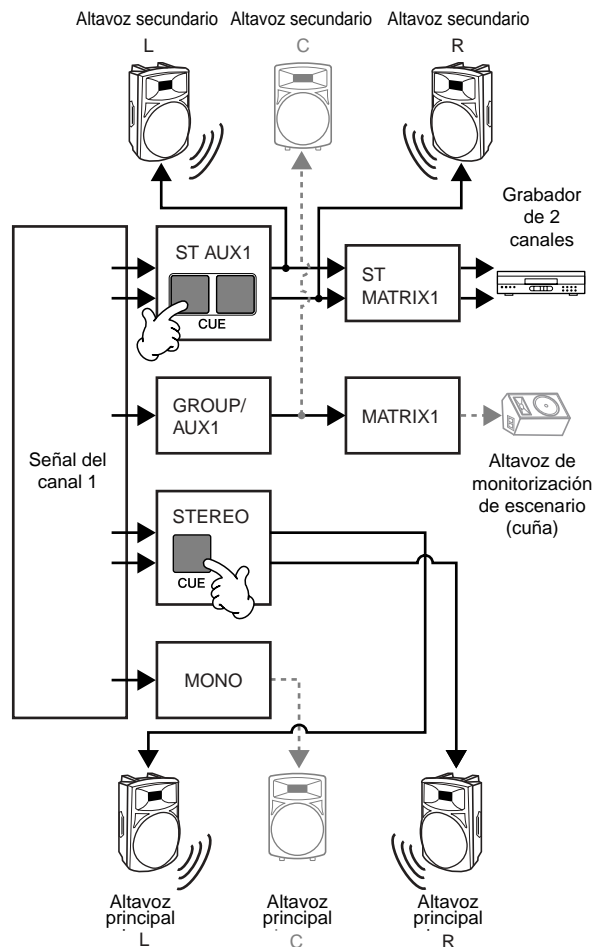 Altavoz secundario
Altavoz secundario
Altavoz secundario
L
C
R
Grabador
de 2
canales
ST AUX1
CUE
ST
MATRIX1
GROUP/
AUX1
MATRIX1
Señal del
canal 1
Altavoz de
monitorización
de escenario
(cuña)
STEREO
CUE
MONO
Altavoz
principal
L
Altavoz
principal
C
Altavoz
principal
R